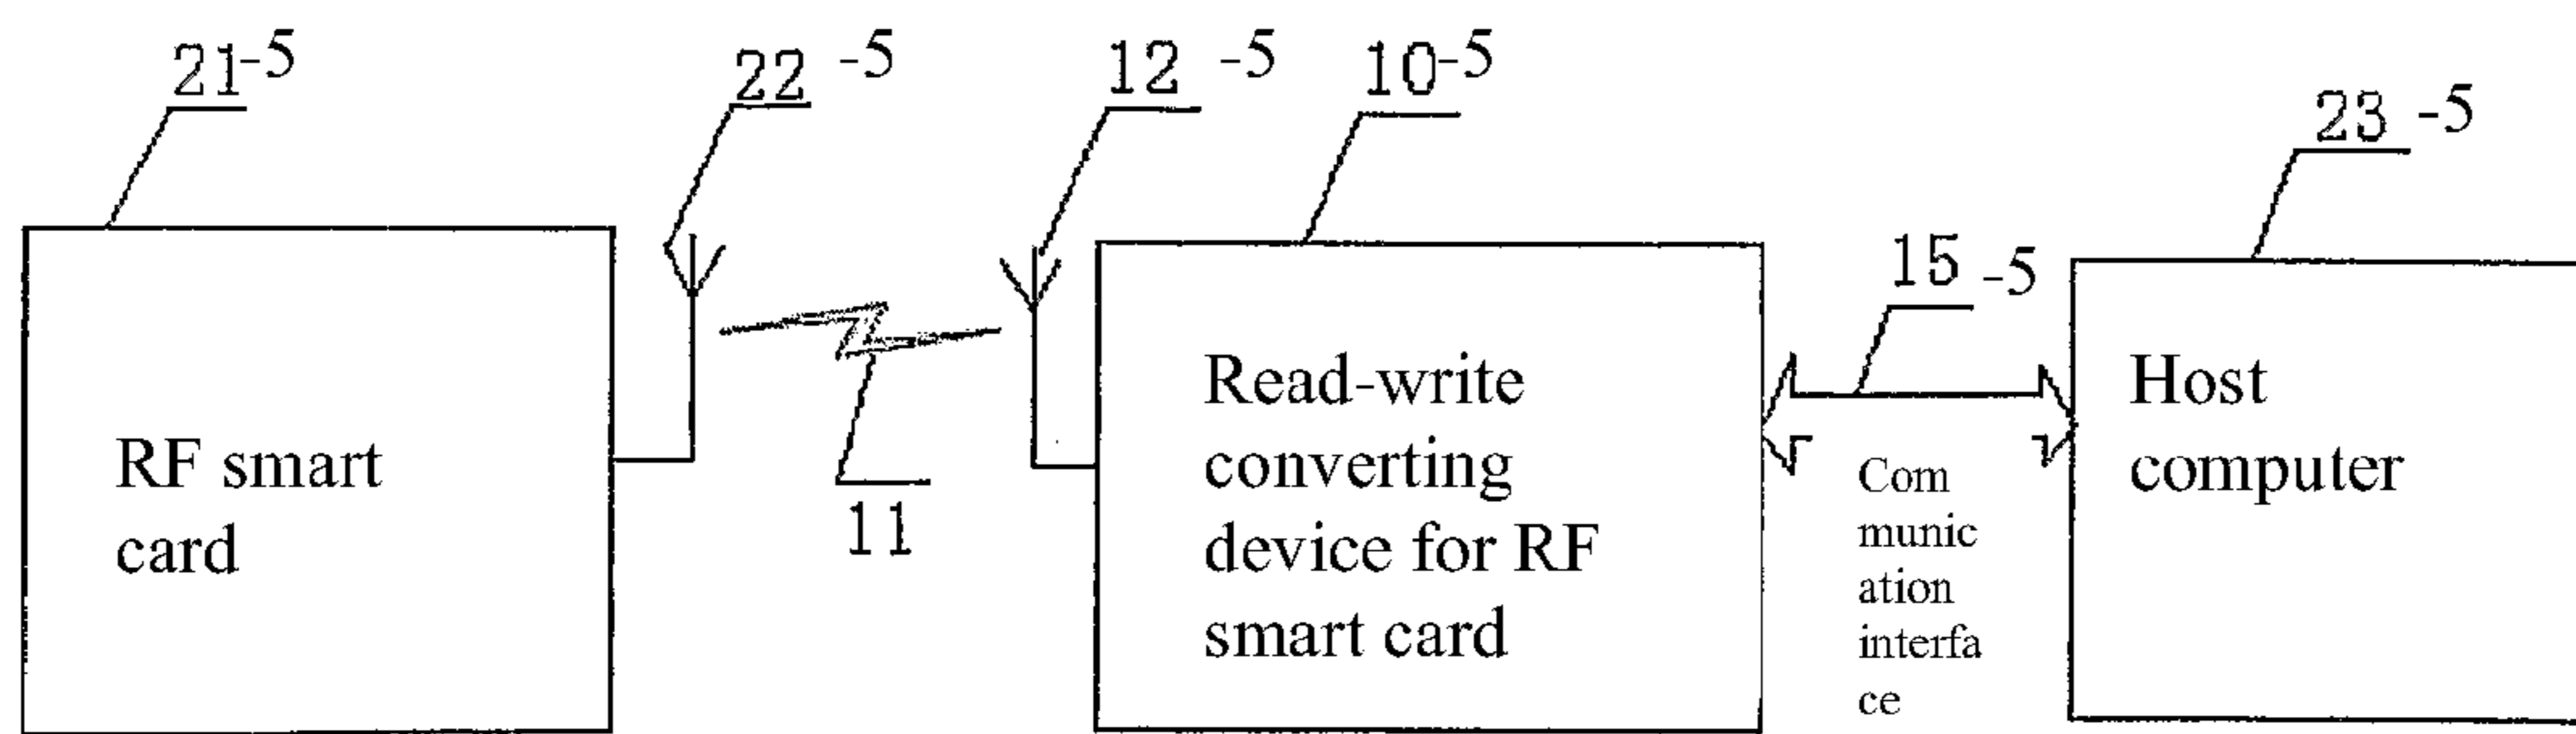 21-5
22 -5
12 -5
10-5
23 -5
15 -5
11
RF smart
card
Read-write
converting
device for RF
smart card
Com
munic
ation
interfa
ce
Host
computer